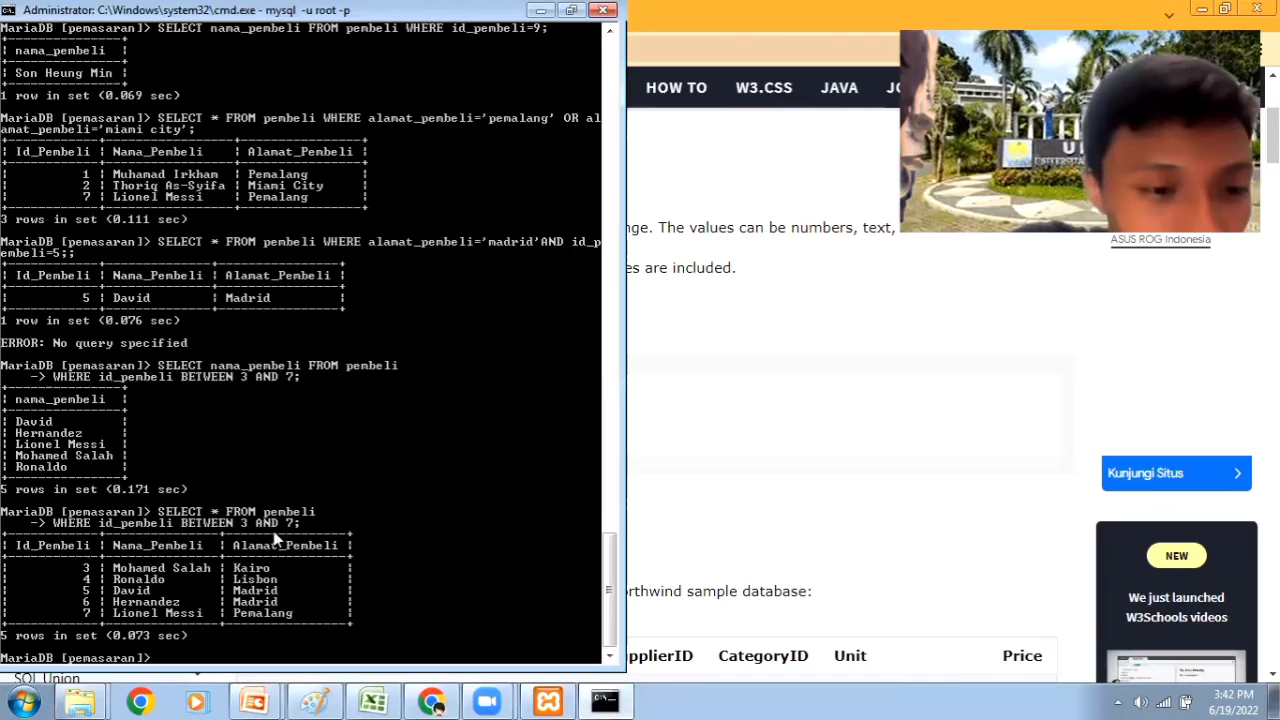 Administrator: C:\Windows\system32\cmd.exe - mysql -u root -p
MariaDB [pemasaran]> SELECT nama_pembeli FROM pembeli WHERE id_pembeli=9;
| nama_pembeli |
| Son Heung Min |
1 row in set (0.069 sec)
MariaDB [pemasaran]> SELECT * FROM pembeli WHERE alamat_pembeli='pemalang' OR al
amat_pembeli='miami city';
| Id_Pembeli | Nama_Pembeli | Alamat_Pembeli |
| 1 | Muhamad Irkham | Pemalang |
| 2 | Thoriq As-Syifa | Miami City |
| 7 | Lionel Messi | Pemalang |
3 rows in set (0.111 sec)
MariaDB [pemasaran]> SELECT * FROM pembeli WHERE alamat_pembeli='madrid'AND id_p
embeli=5;;
| Id_Pembeli | Nama_Pembeli | Alamat_Pembeli |
| 5 | David | Madrid |
1 row in set (0.076 sec)
ERROR: No query specified
MariaDB [pemasaran]> SELECT nama_pembeli FROM pembeli
-> WHERE id_pembeli BETWEEN 3 AND 7;
| nama_pembeli |
| David |
| Hernandez |
| Lionel Messi |
| Mohamed Salah |
| Ronaldo |
5 rows in set (0.171 sec)
MariaDB [pemasaran]> SELECT * FROM pembeli
-> WHERE id_pembeli BETWEEN 3 AND 7;
| Id_Pembeli | Nama_Pembeli | Alamat_Pembeli |
| 3 | Mohamed Salah | Kairo |
| 4 | Ronaldo | Lisbon |
| 5 | David | Madrid |
| 6 | Hernandez | Madrid |
| 7 | Lionel Messi | Pemalang |
5 rows in set (0.073 sec)
MariaDB [pemasaran]>
SQL Union
HOW TO W3.CSS JAVA
nge. The values can be numbers, text,
es are included.
orthwind sample database:
pplierID CategoryID Unit Price
ASUS ROG Indonesia
Kunjungi Situs
NEW
We just launched
W3Schools videos
3:42 PM
6/19/2022